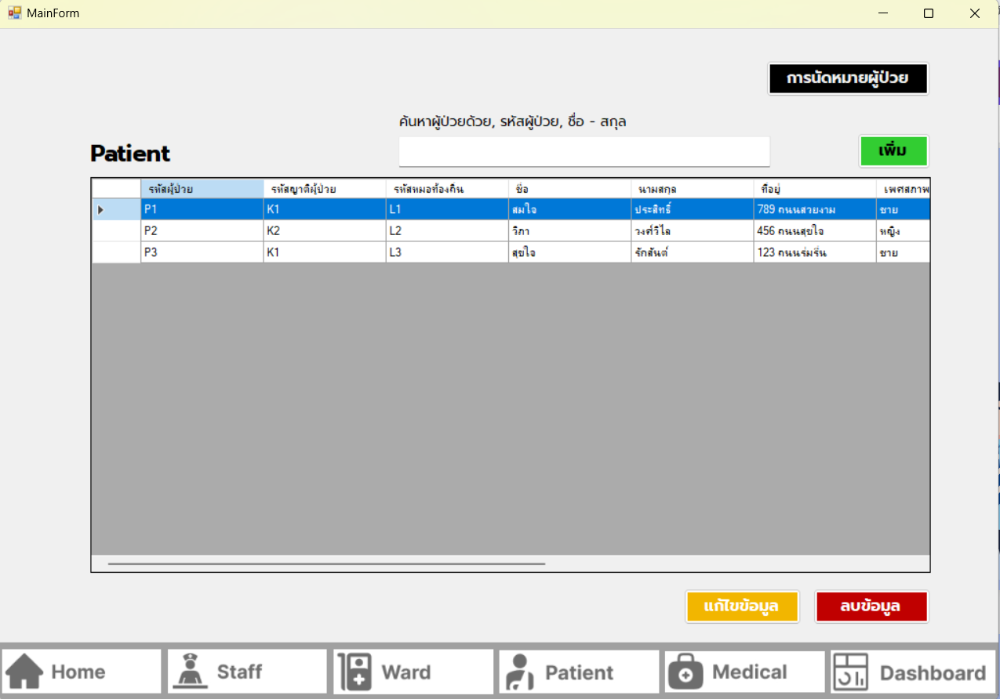 MainForm
การนัดหมายผู้ป่วย
ค้นหาผู้ป่วยด้วย, รหัสผู้ป่วย, ชื่อ - สกุล
Patient
เพิ่ม
รหัสผู้ป่วย รหัสญาติผู้ป่วย รหัสหมอท้องถิ่น ชื่อ นามสกุล ที่อยู่ เพศสภาพ
P1 K1 L1 สมใจ ประสิทธิ์ 789 ถนนสวยงาม ชาย
P2 K2 L2 วิภา วงศ์วิไล 456 ถนนสุขใจ หญิง
P3 K1 L3 สุขใจ รักสันต์ 123 ถนนร่มรื่น ชาย
แก้ไขข้อมูล ลบข้อมูล
Home Staff Ward Patient Medical Dashboard